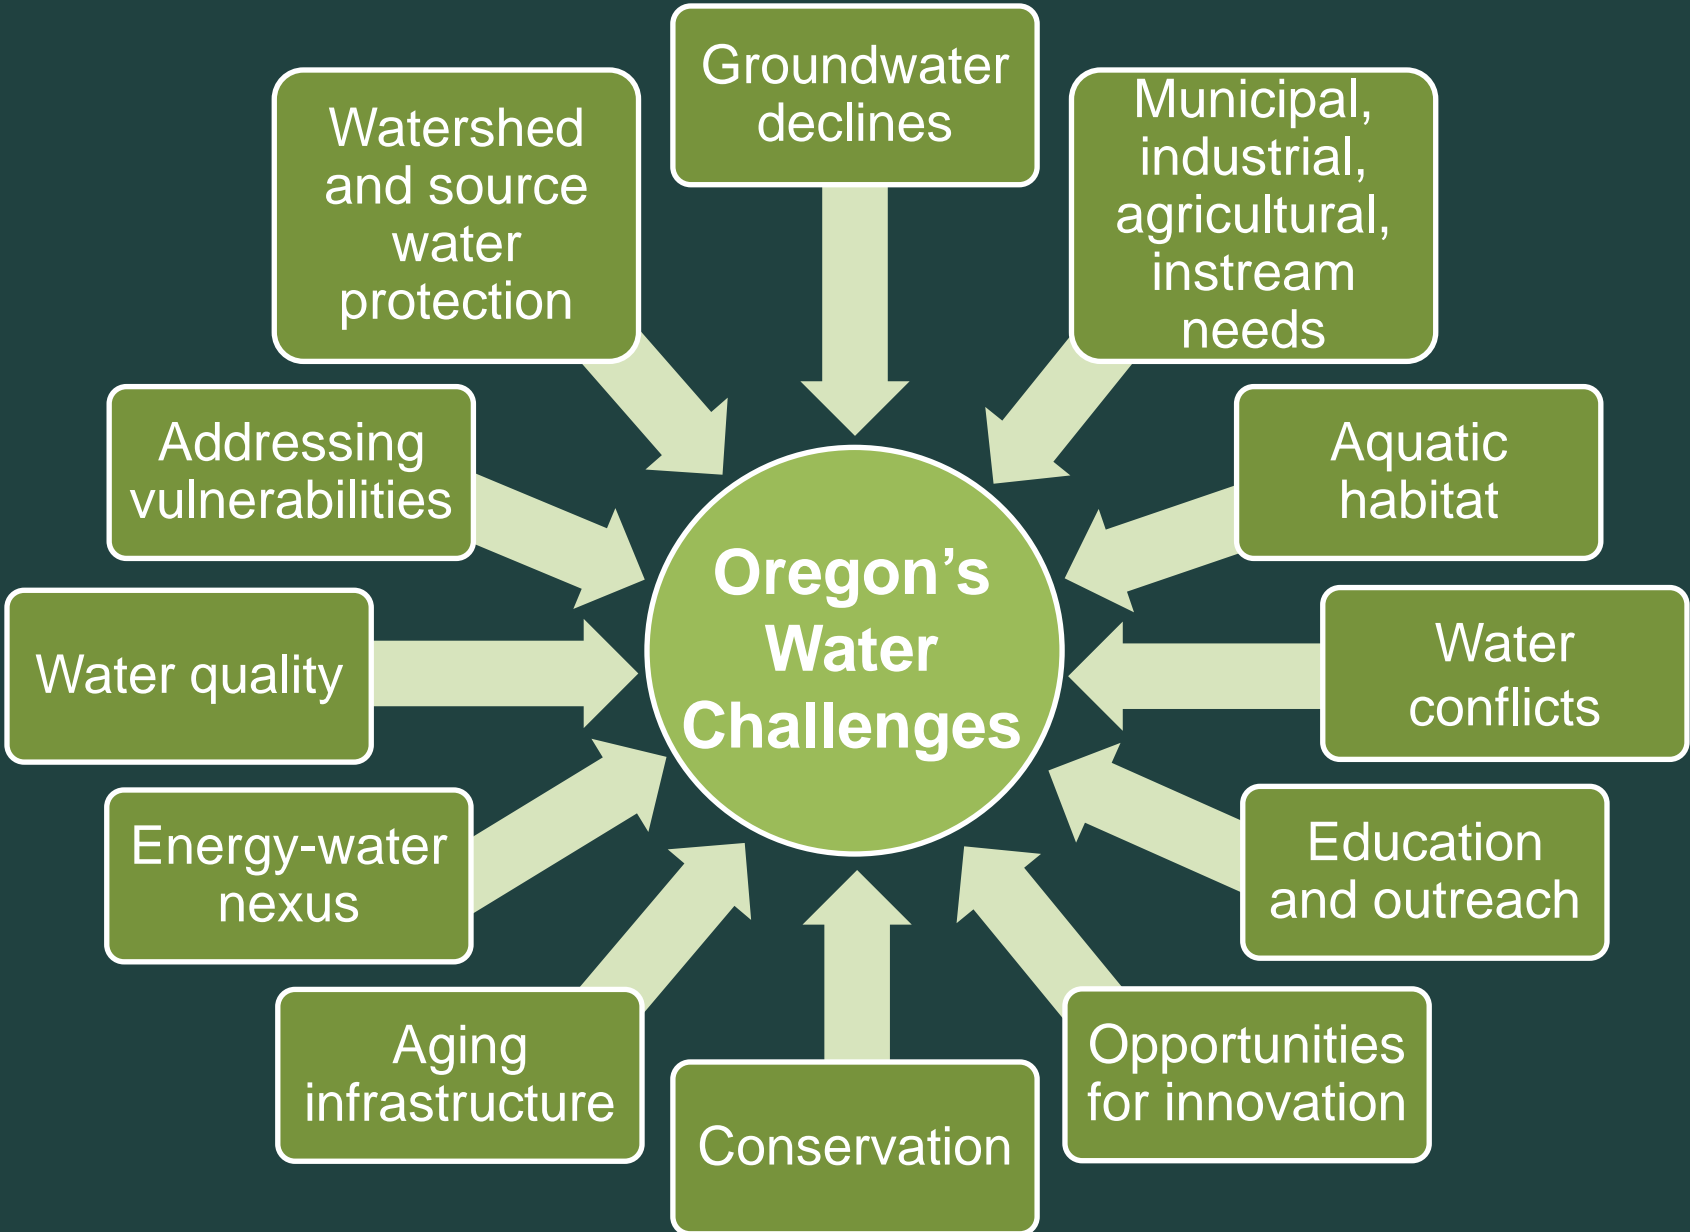 Groundwater
declines
Municipal,
industrial,
agricultural,
instream
needs
Aquatic
habitat
Water
conflicts
Education
and outreach
Opportunities
for innovation
Conservation
Aging
infrastructure
Energy-water
nexus
Water quality
Addressing
vulnerabilities
Watershed
and source
water
protection
Oregon’s
Water
Challenges